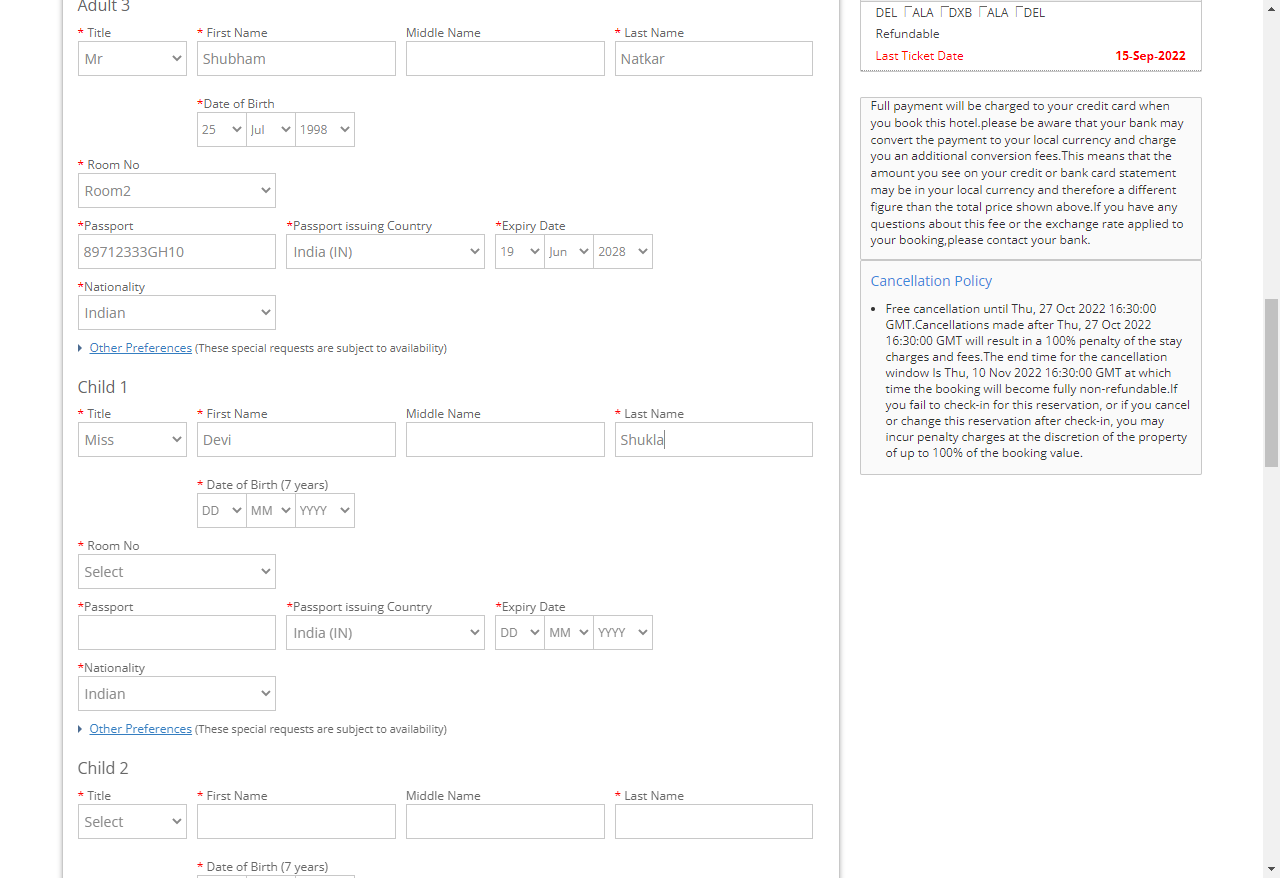 Adult 3
* Title * First Name Middle Name * Last Name
Mr Shubham Natkar
*Date of Birth
25 Jul 1998
* Room No
Room2
*Passport *Passport issuing Country *Expiry Date
89712333GH10 India (IN) 19 Jun 2028
*Nationality
Indian
Other Preferences (These special requests are subject to availability)
Child 1
* Title * First Name Middle Name * Last Name
Miss Devi Shukla
* Date of Birth (7 years)
DD MM YYYY
* Room No
Select
*Passport *Passport issuing Country *Expiry Date
India (IN) DD MM YYYY
*Nationality
Indian
Other Preferences (These special requests are subject to availability)
Child 2
* Title * First Name Middle Name * Last Name
Select
* Date of Birth (7 years)
DEL ALA DXB ALA DEL
Refundable
Last Ticket Date 15-Sep-2022
Full payment will be charged to your credit card when
you book this hotel.please be aware that your bank may
convert the payment to your local currency and charge
you an additional conversion fees.This means that the
amount you see on your credit or bank card statement
may be in your local currency and therefore a different
figure than the total price shown above.If you have any
questions about this fee or the exchange rate applied to
your booking,please contact your bank.
Cancellation Policy
Free cancellation until Thu, 27 Oct 2022 16:30:00
GMT.Cancellations made after Thu, 27 Oct 2022
16:30:00 GMT will result in a 100% penalty of the stay
charges and fees.The end time for the cancellation
window Is Thu, 10 Nov 2022 16:30:00 GMT at which
time the booking will become fully non-refundable.If
you fail to check-in for this reservation, or if you cancel
or change this reservation after check-in, you may
incur penalty charges at the discretion of the property
of up to 100% of the booking value.